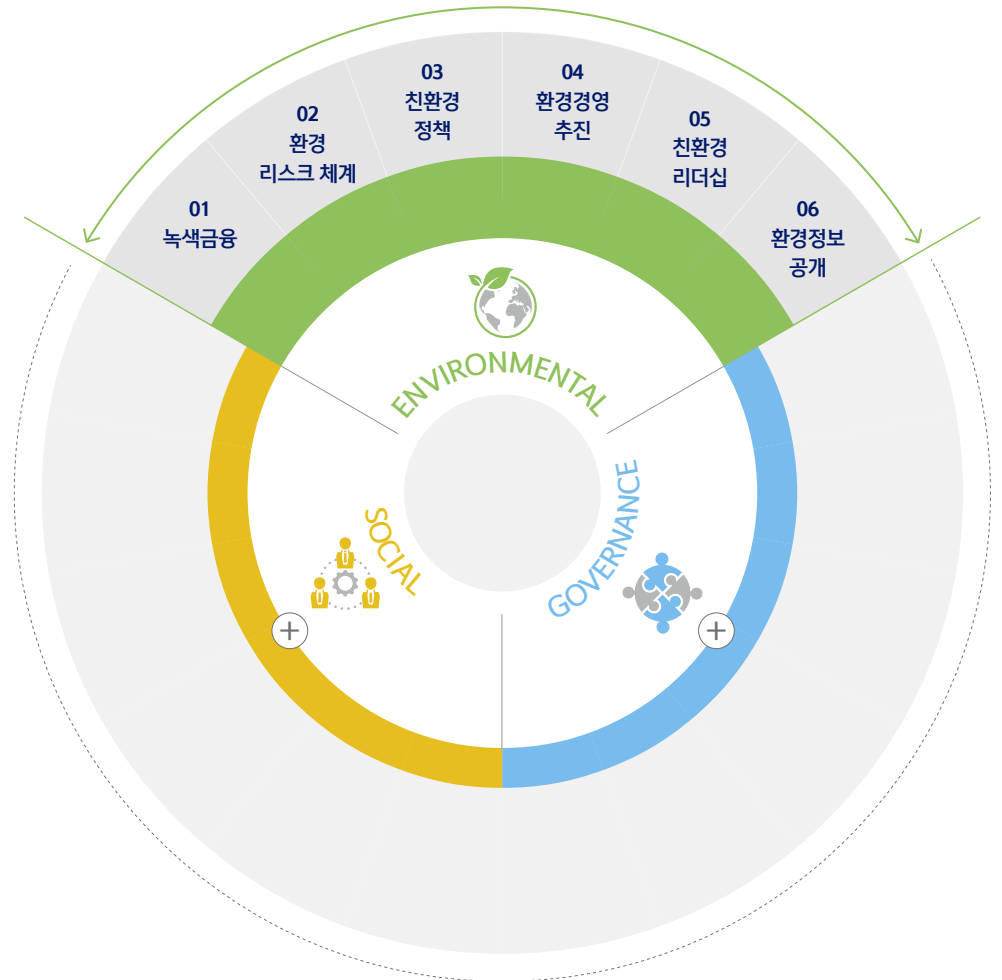 01
녹색금융
02
환경
리스크 체계
03
친환경
정책
04
환경경영
추진
05
친환경
리더십
06
환경정보
공개
ENVIRONMENTAL
SOCIAL
GOVERNANCE